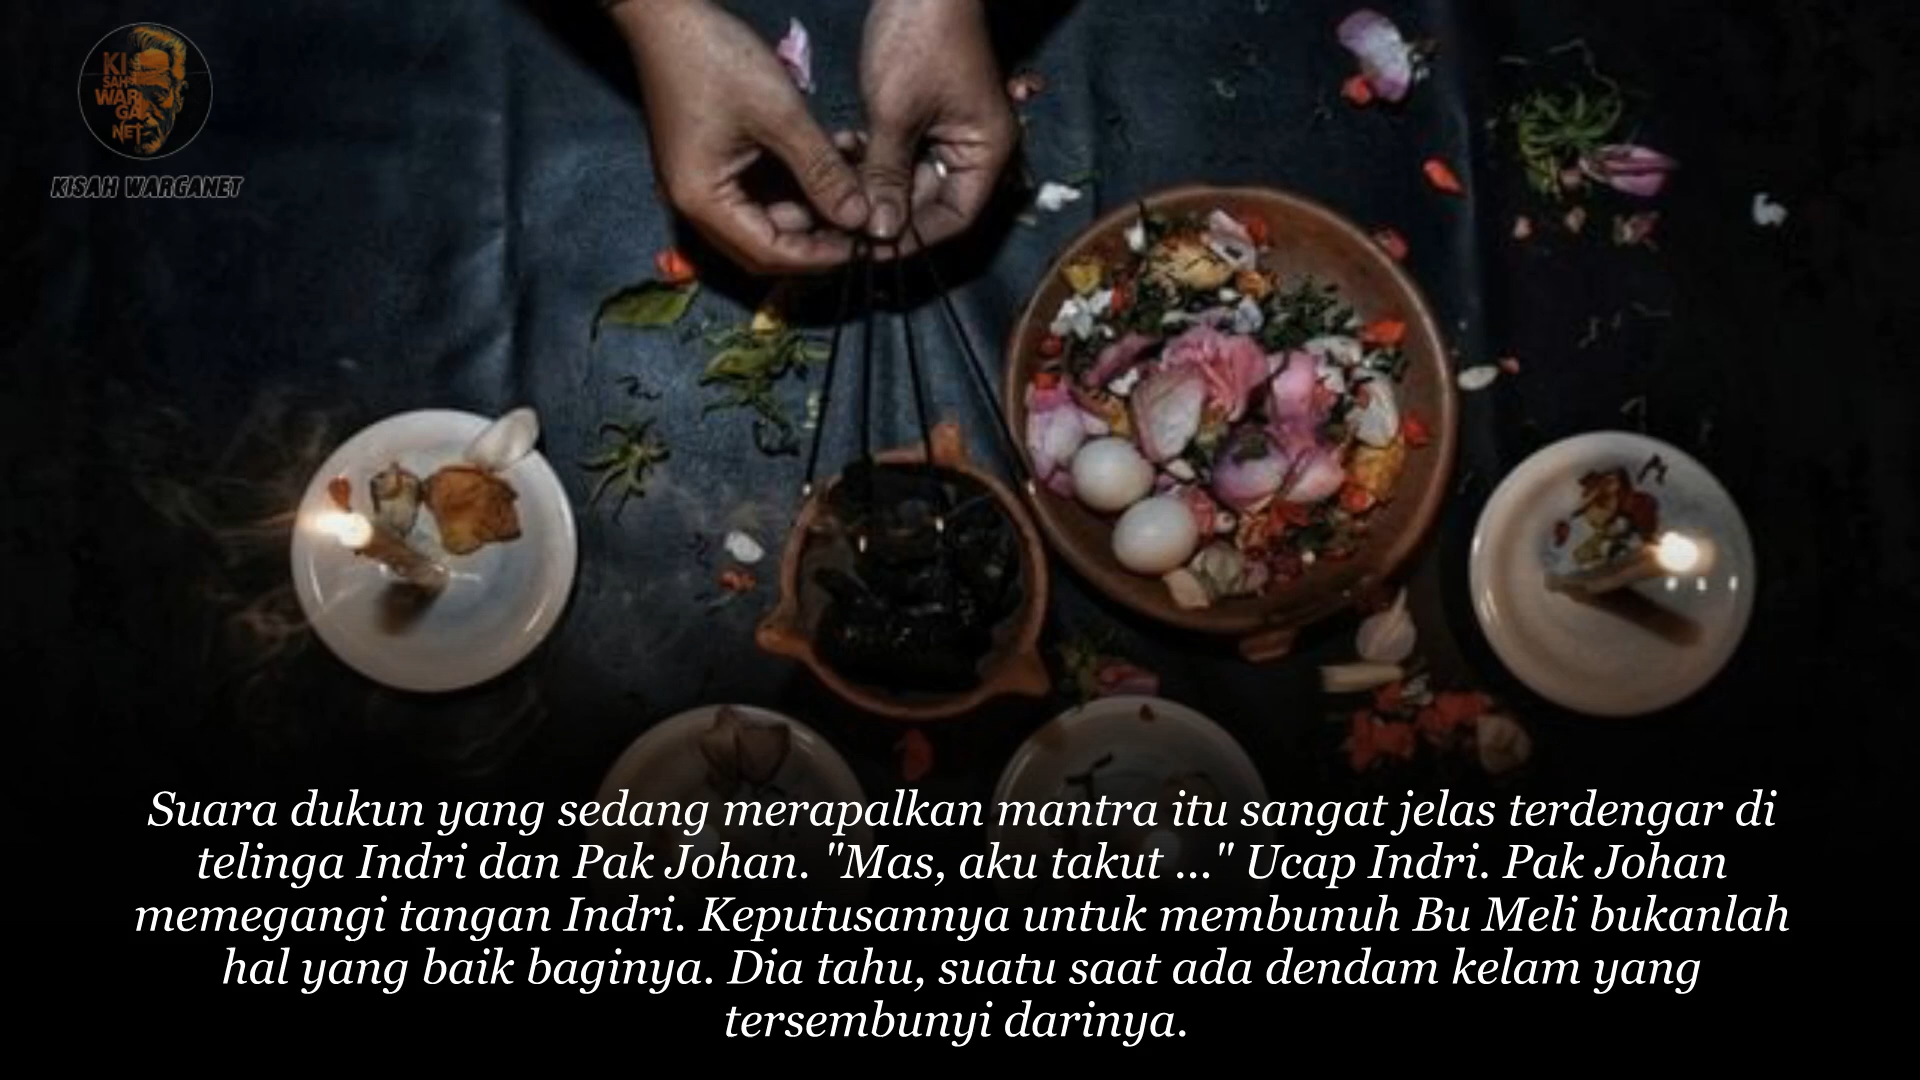 KI
SAH
WAR
GA
NET
KISAH WARGANET
Suara dukun yang sedang merapalkan mantra itu sangat jelas terdengar di
telinga Indri dan Pak Johan. "Mas, aku takut ..." Ucap Indri. Pak Johan
memegangi tangan Indri. Keputusannya untuk membunuh Bu Meli bukanlah
hal yang baik baginya. Dia tahu, suatu saat ada dendam kelam yang
tersembunyi darinya.